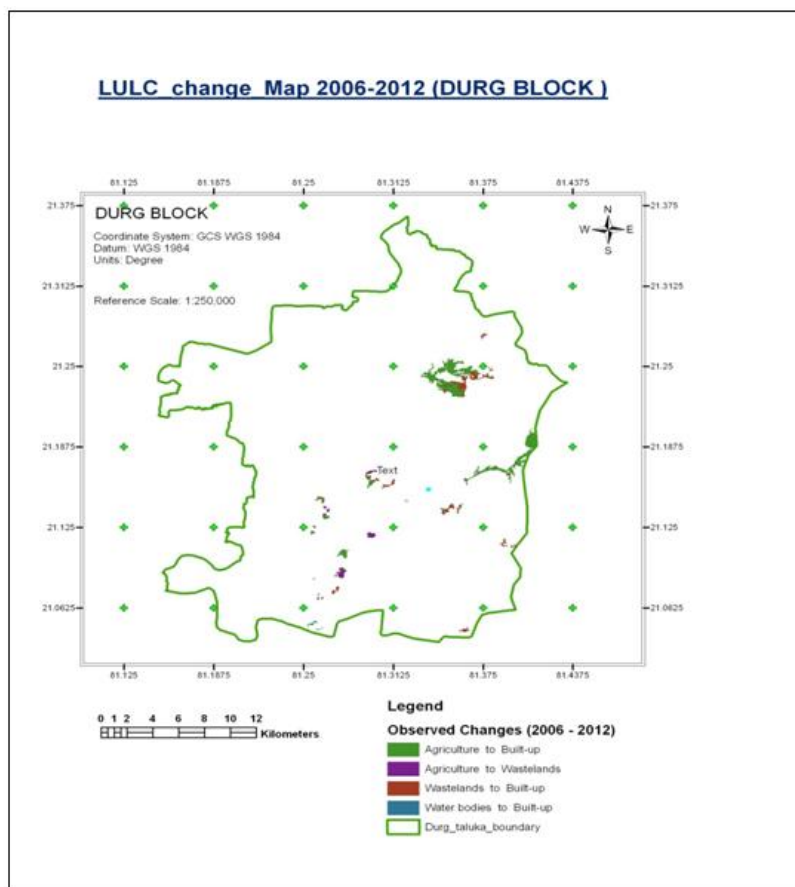 LULC_change_Map 2006-2012 (DURG BLOCK )
81.125 81.1875 81.25 81.3125 81.375 81.4375
21.375 21.375
DURG BLOCK
Coordinate System: GCS WGS 1984
Datum: WGS 1984
Units: Degree
N
W E
S
21.3125 21.3125
Reference Scale: 1:250,000
21.25 21.25
21.1875 21.1875
Text
21.125 21.125
21.0625 21.0625
81.125 81.1875 81.25 81.3125 81.375 81.4375
Legend
0 1 2 4 6 8 10 12
Kilometers
Observed Changes (2006 - 2012)
Agriculture to Built-up
Agriculture to Wastelands
Wastelands to Built-up
Water bodies to Built-up
Durg_taluka_boundary